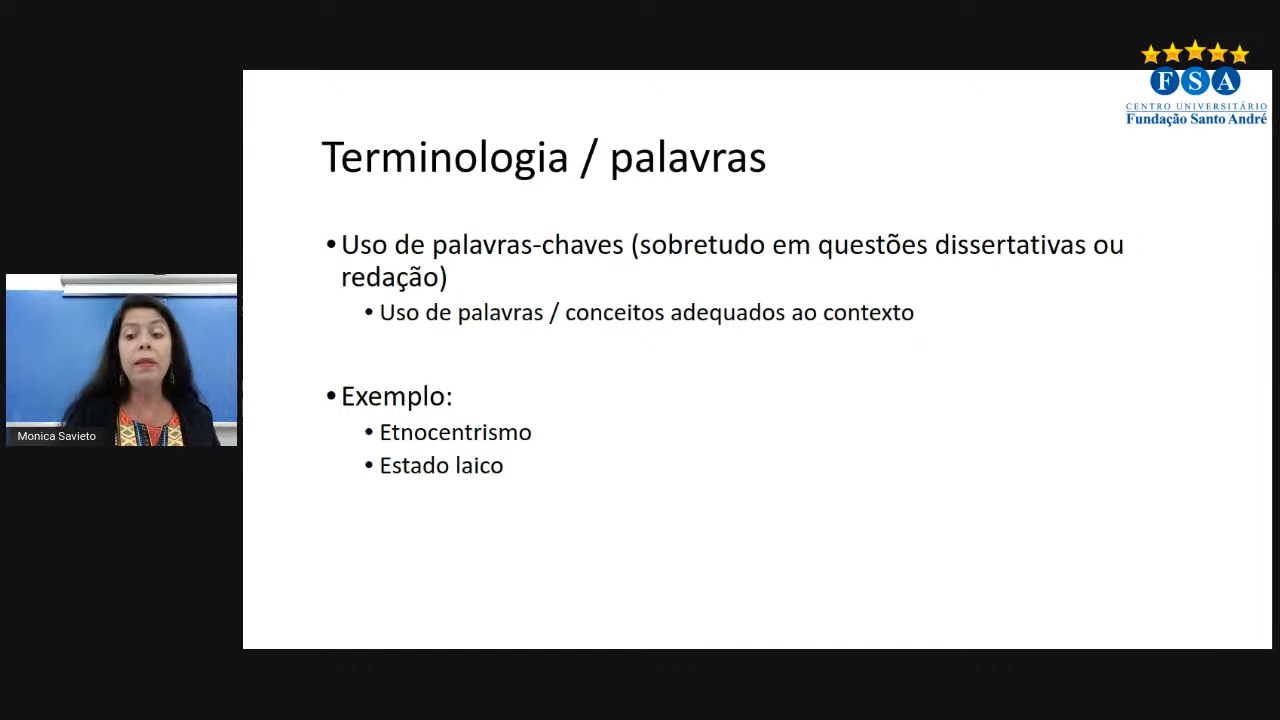 FSA
CENTRO UNIVERSITÁRIO
Fundação Santo André
Terminologia / palavras
•Uso de palavras-chaves (sobretudo em questões dissertativas ou
redação)
• Uso de palavras / conceitos adequados ao contexto
•Exemplo:
• Etnocentrismo
• Estado laico
Monica Savieto